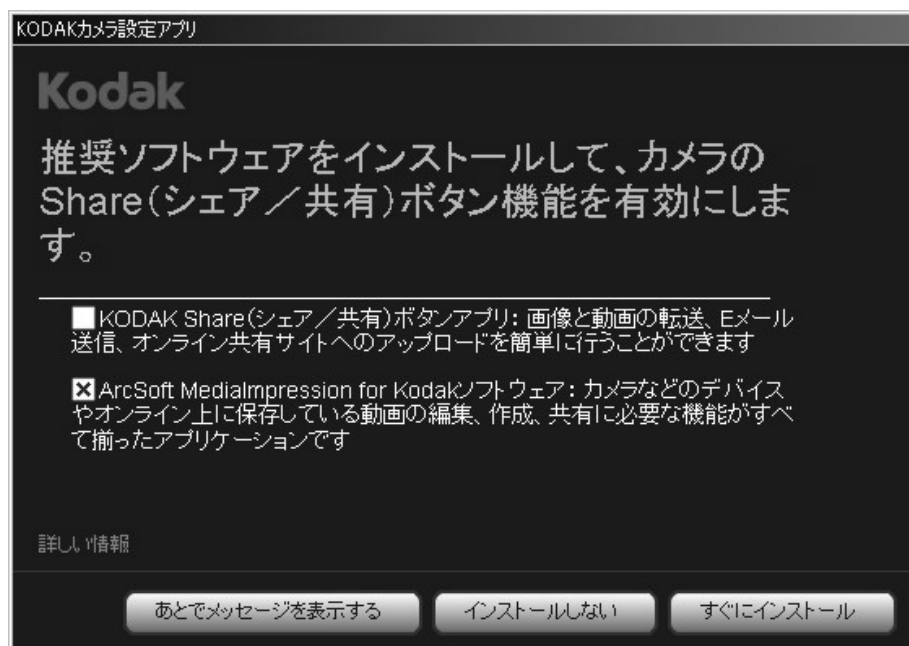 KODAKカメラ設定アプリ
Kodak
推奨ソフトウェアをインストールして、カメラの
Share(シェア／共有)ボタン機能を有効にしま
す。
KODAK Share(シェア／共有)ボタンアプリ: 画像と動画の転送、Eメール
送信、オンライン共有サイトへのアップロードを簡単に行うことができます
ArcSoft MediaImpression for Kodakソフトウェア: カメラなどのデバイス
やオンライン上に保存している動画の編集、作成、共有に必要な機能がすべ
て揃ったアプリケーションです
詳しい情報
あとでメッセージを表示する
インストールしない
すぐにインストール